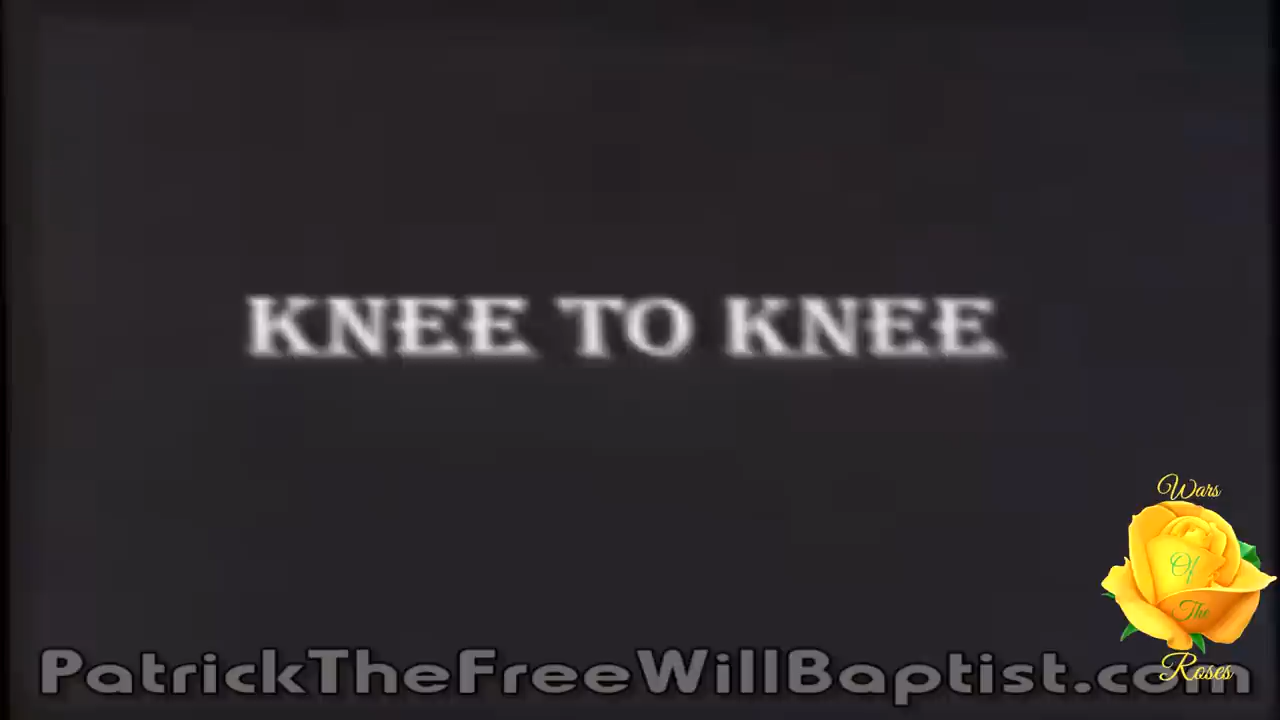 KNEE TO KNEE
Wars
Of
The
Roses
PatrickTheFreeWillBaptist.com